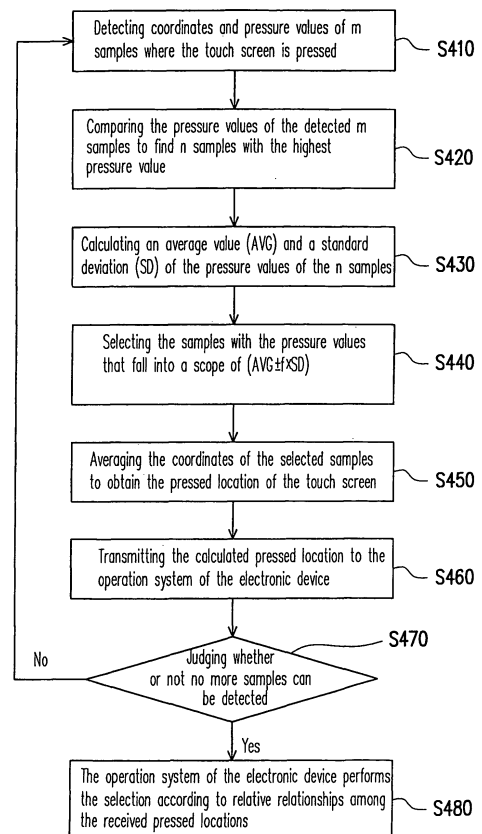 Detecting coordinates and pressure values of m
samples where the touch screen is pressed
S410
Comparing the pressure values of the detected m
samples to find n samples with the highest
pressure value
S420
Calculating an average value (AVG) and a standard
deviation (SD) of the pressure values of the n samples
S430
Selecting the samples with the pressure values
that fall into a scope of (AVG±f×SD)
S440
Averaging the coordinates of the selected samples
to obtain the pressed location of the touch screen
S450
Transmitting the calculated pressed location to the
operation system of the electronic device
S460
Judging whether
or not no more samples can
be detected
S470
No
Yes
The operation system of the electronic device performs
the selection according to relative relationships among
the received pressed locations
S480